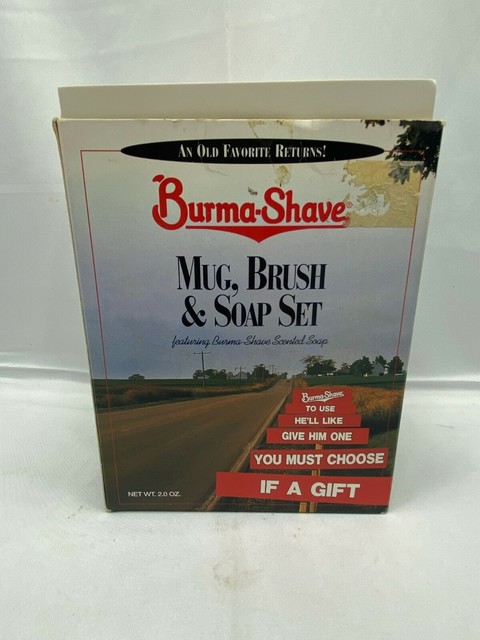 AN OLD FAVORITE RETURNS!
Burma-Shave®
MUG, BRUSH
& SOAP SET
featuring Burma-Shave Scented Soap
Burma-Shave
TO USE
HE'LL LIKE
GIVE HIM ONE
YOU MUST CHOOSE
IF A GIFT
NET WT. 2.0 OZ.